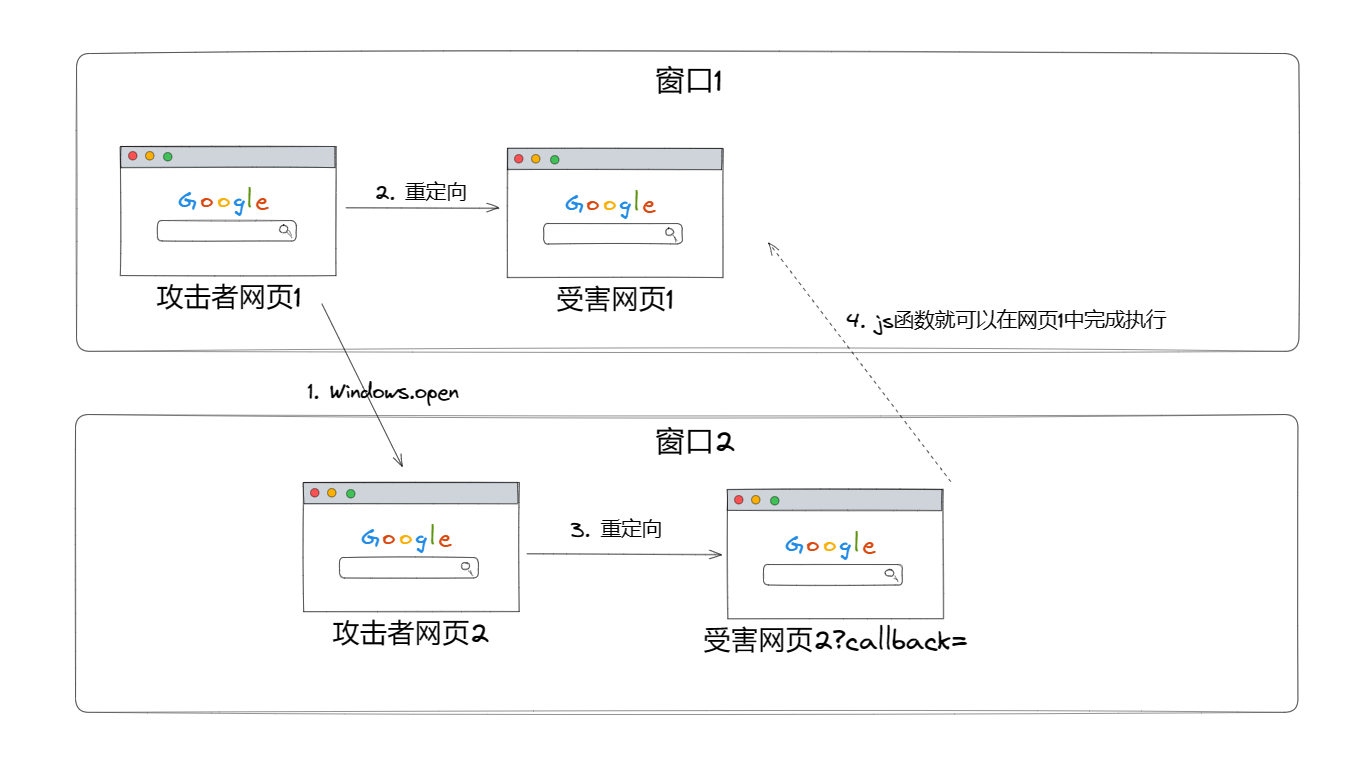 窗口1
Google
2. 重定向
Google
攻击者网页1
受害网页1
4. js函数就可以在网页1中完成执行
1. Windows.open
窗口2
Google
3. 重定向
Google
攻击者网页2
受害网页2?callback=